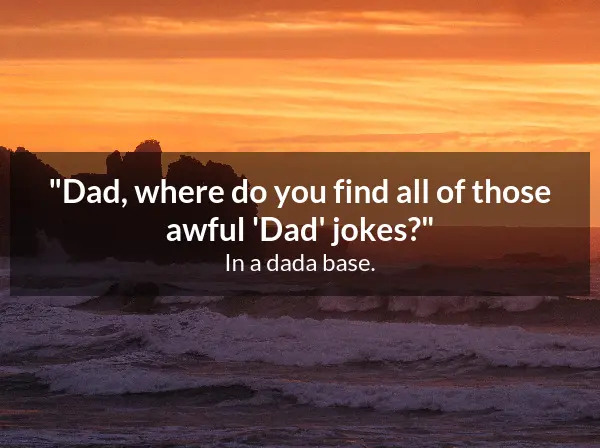 "Dad, where do you find all of those
awful 'Dad' jokes?"
In a dada base.